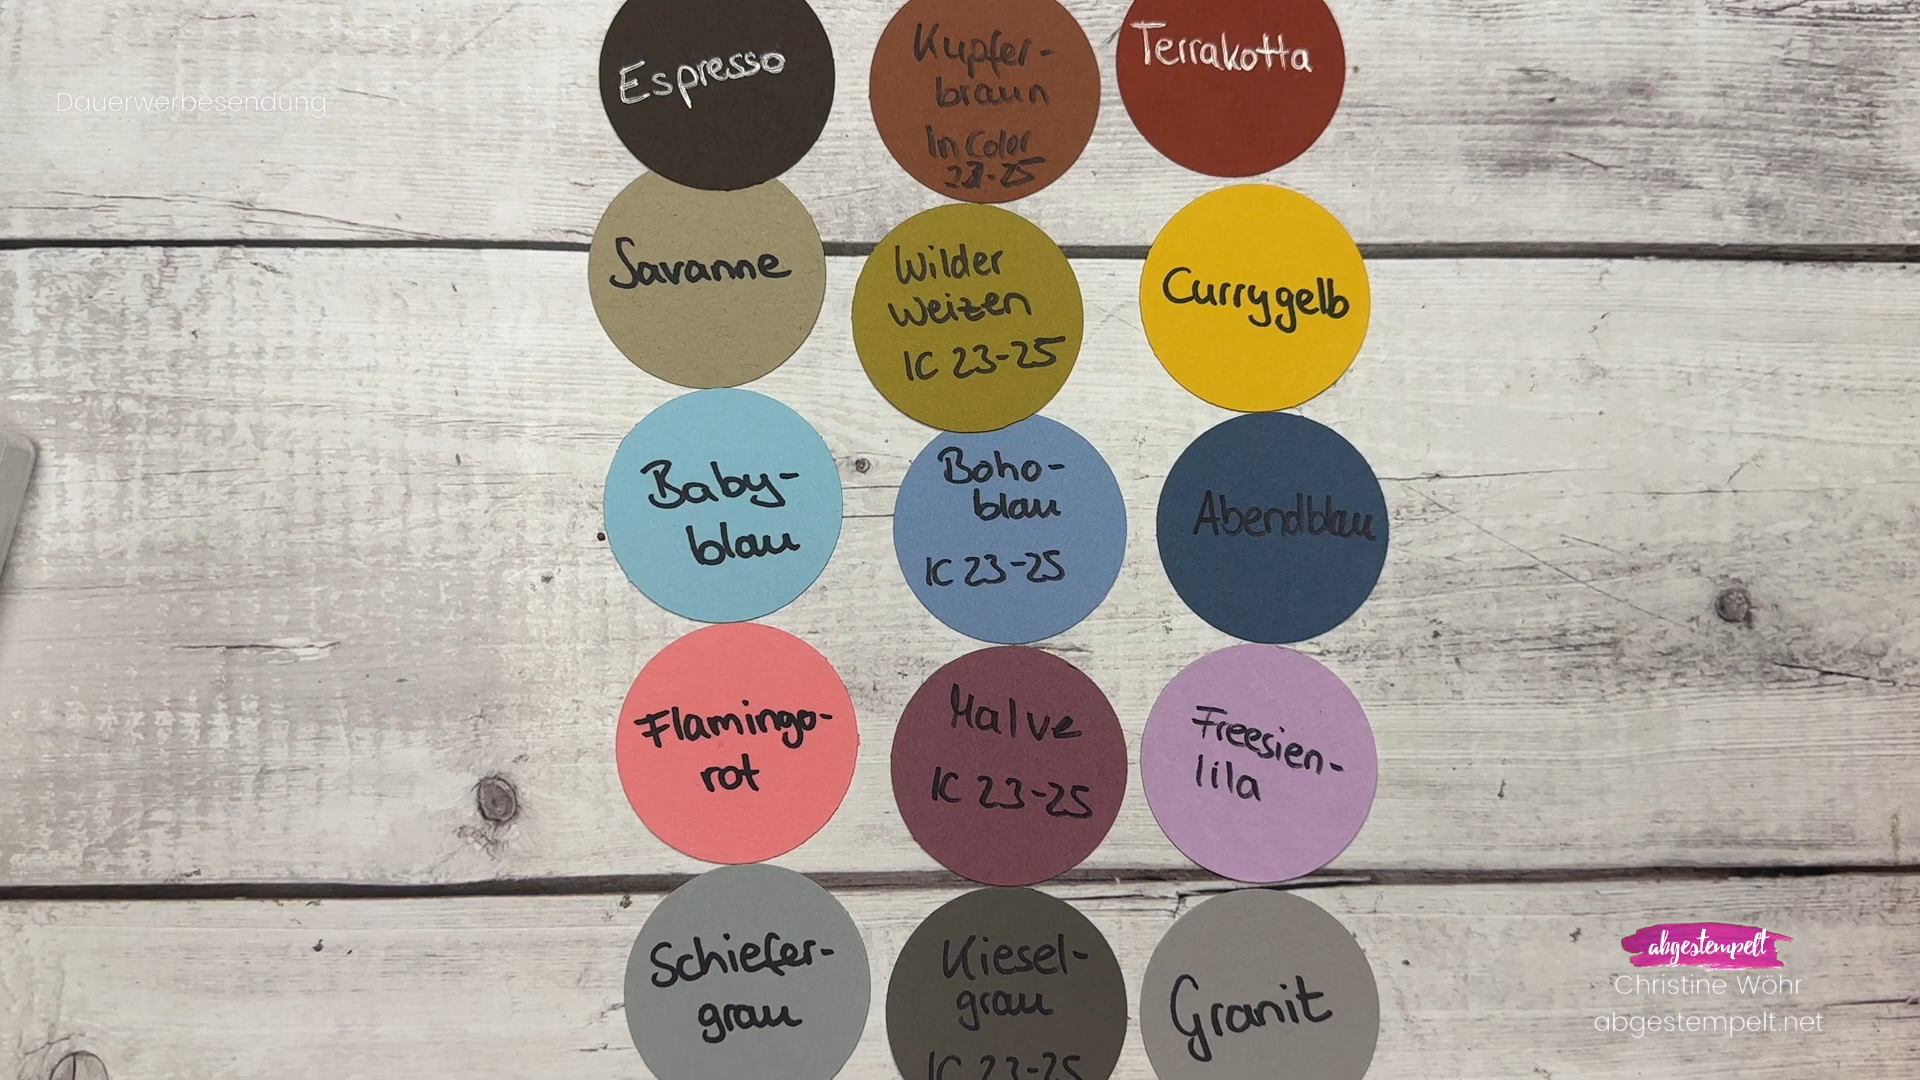 Dauerwerbesendung
Espresso
Kupfer-
braun
In Color
23-25
Terrakotta
Savanne
Wilder
Weizen
IC 23-25
Currygelb
Baby-
blau
Boho-
blau
IC 23-25
Abendblau
Flamingo-
rot
Malve
IC 23-25
Freesien-
lila
Schiefer-
grau
Kiesel-
grau
IC 23-25
Granit
abgestempelt
Christine Wöhr
abgestempelt.net